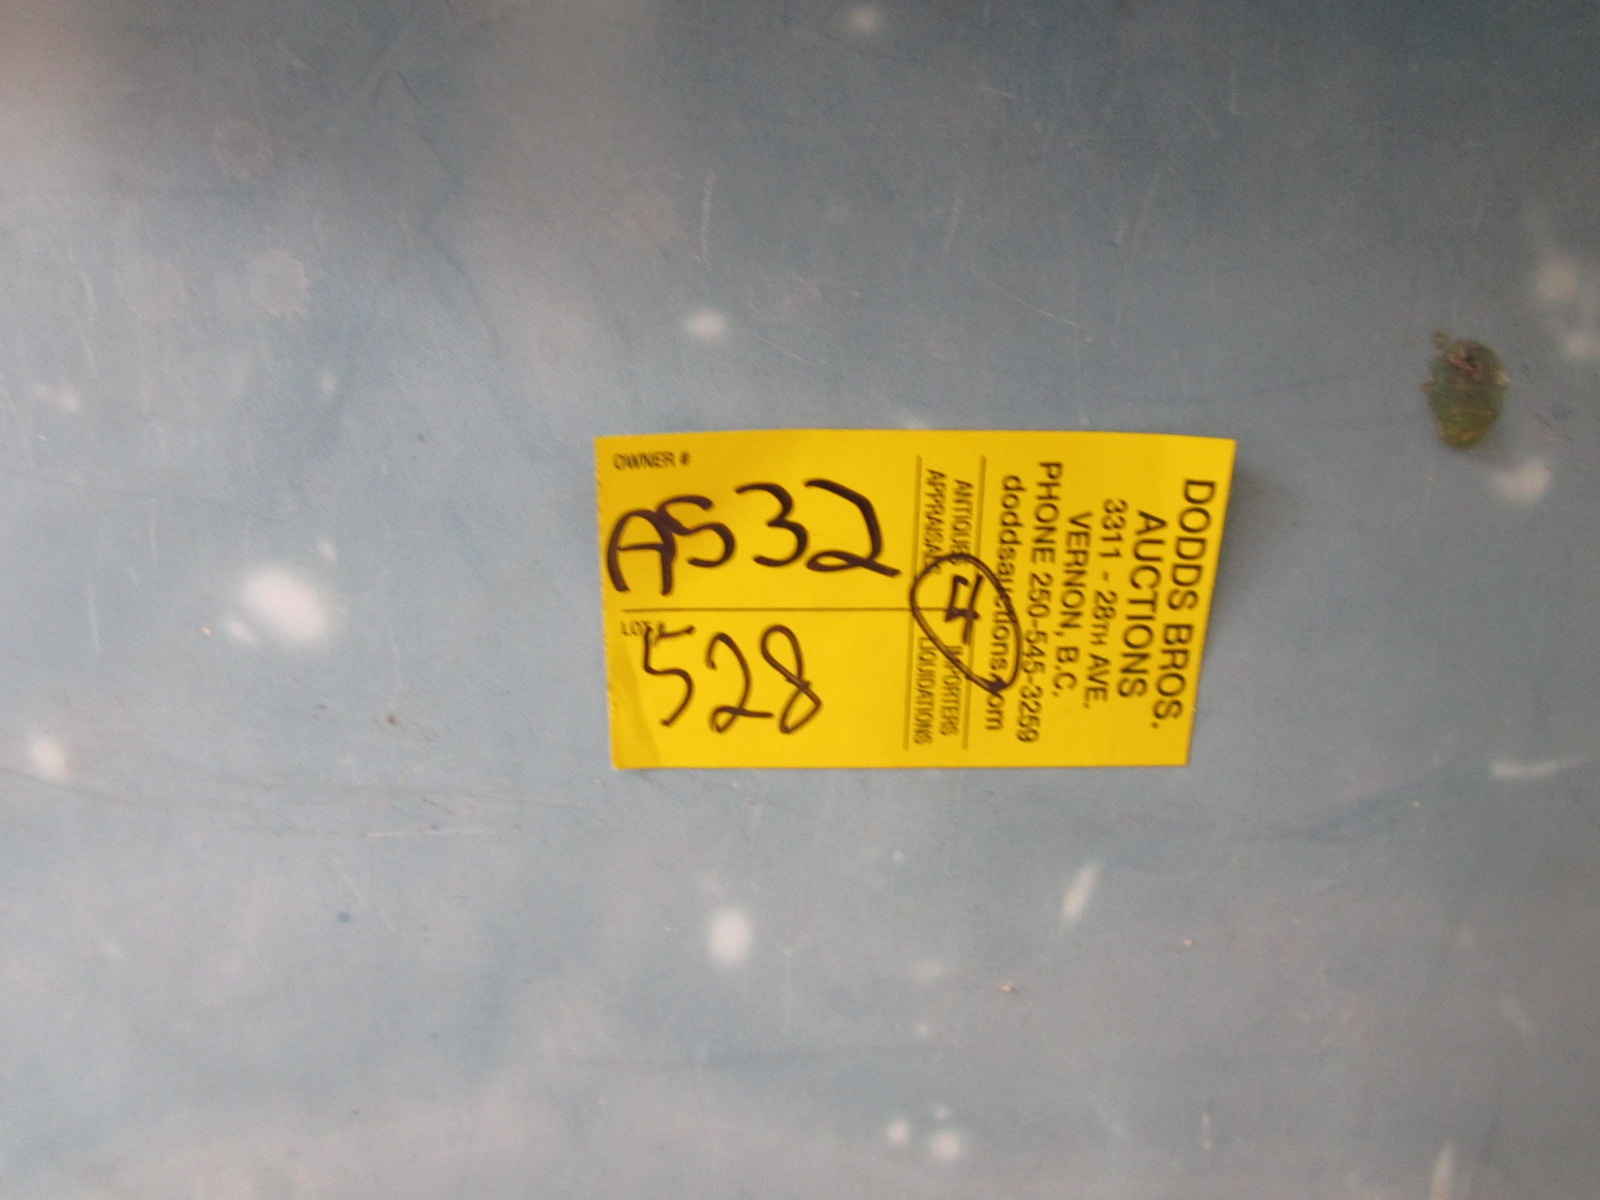 DODDS BROS.
AUCTIONS
3311 - 28TH AVE.
VERNON, B.C.
PHONE 250-545-3259
doddsauctions.com
ANTIQUE IMPORTERS
APPRAISALS LIQUIDATIONS
4
OWNER #
AS32
LOT #
528